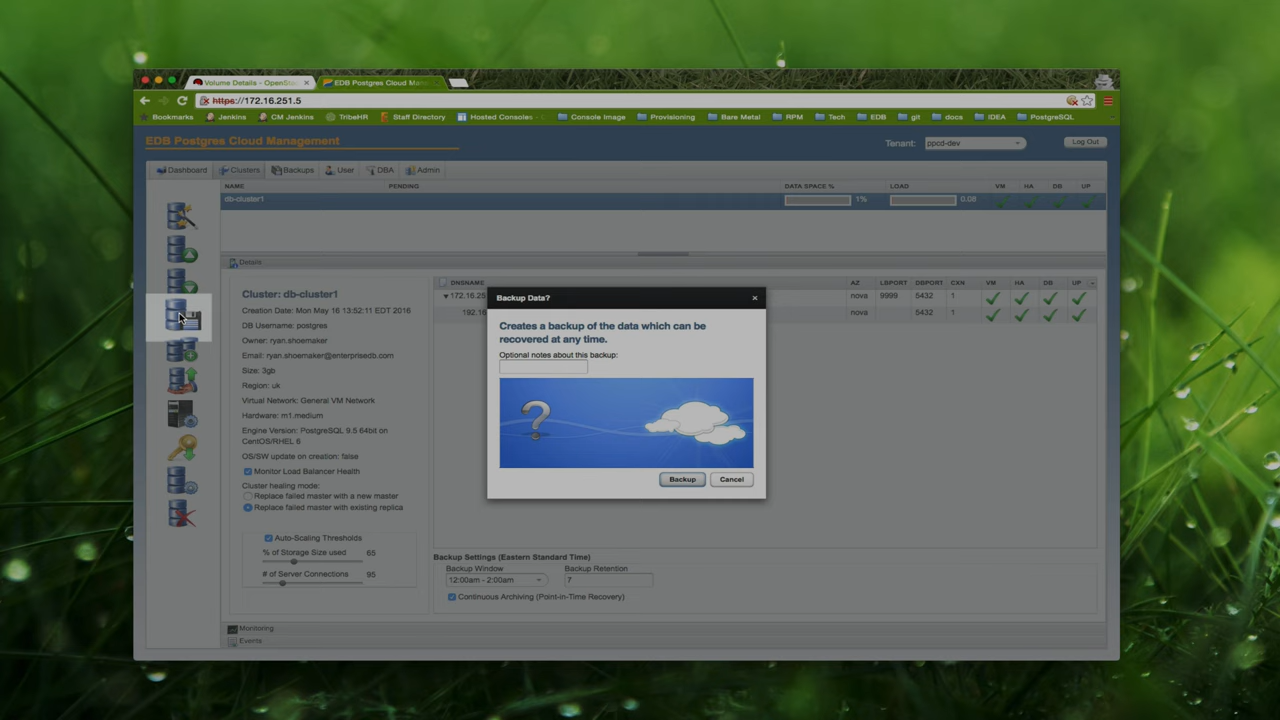 Volume Details - OpenSta
EDB Postgres Cloud Man
https://172.16.251.5
Bookmarks Jenkins CM Jenkins TribeHR Staff Directory Hosted Consoles - Console Image Provisioning Bare Metal RPM Tech EDB git docs IDEA PostgreSQL
EDB Postgres Cloud Management
Tenant: ppcd-dev Log Out
Dashboard Clusters Backups User DBA Admin
NAME PENDING DATA SPACE % LOAD VM HA DB UP
db-cluster1 1% 0.08
Details
DNSNAME AZ LBPORT DBPORT CXN VM HA DB UP
172.16.25 nova 9999 5432 1
192.16 nova 5432 1
Cluster: db-cluster1
Creation Date: Mon May 16 13:52:11 EDT 2016
DB Username: postgres
Owner: ryan.shoemaker
Email: ryan.shoemaker@enterprisedb.com
Size: 3gb
Region: uk
Virtual Network: General VM Network
Hardware: m1.medium
Engine Version: PostgreSQL 9.5 64bit on
CentOS/RHEL 6
OS/SW update on creation: false
Monitor Load Balancer Health
Cluster healing mode:
Replace failed master with a new master
Replace failed master with existing replica
Auto-Scaling Thresholds
% of Storage Size used 65
# of Server Connections 95
Backup Data?
Creates a backup of the data which can be
recovered at any time.
Optional notes about this backup:
?
Backup Cancel
Backup Settings (Eastern Standard Time)
Backup Window Backup Retention
12:00am - 2:00am 7
Continuous Archiving (Point-in-Time Recovery)
Monitoring
Events